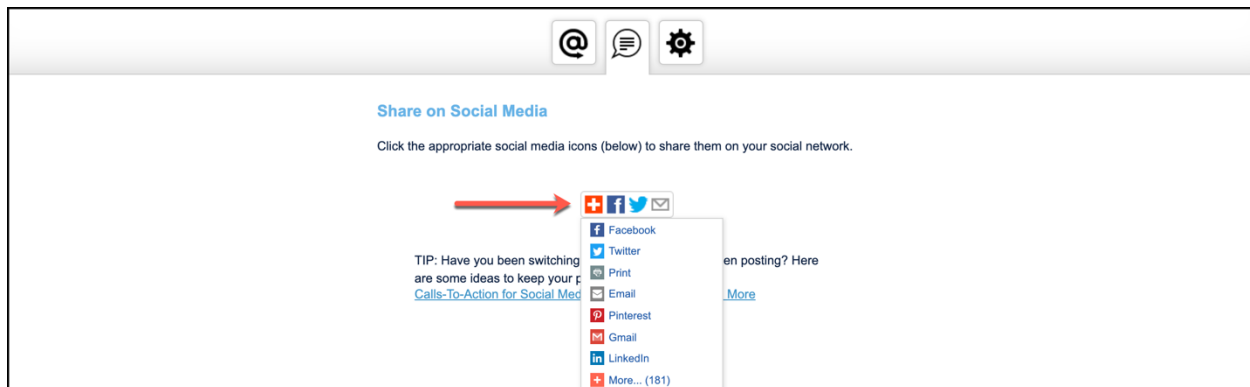 Share on Social Media
Click the appropriate social media icons (below) to share them on your social network.
Facebook
Twitter
Print
Email
Pinterest
Gmail
LinkedIn
More... (181)
TIP: Have you been switching en posting? Here
are some ideas to keep your
Calls-To-Action for Social Med More